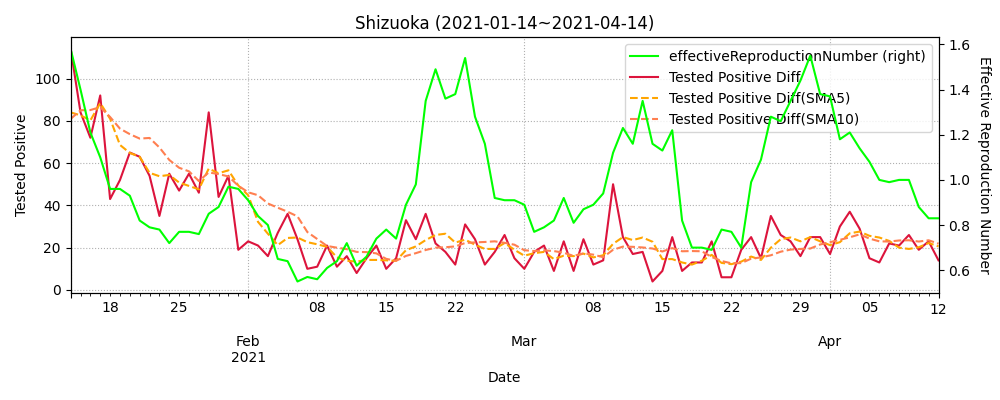 Shizuoka (2021-01-14~2021-04-14)
effectiveReproductionNumber (right)
Tested Positive Diff
Tested Positive Diff(SMA5)
Tested Positive Diff(SMA10)
Tested Positive
100
80
60
40
20
0
1.6
1.4
1.2
1.0
0.8
0.6
Effective Reproduction Number
18 25 08 15 22 08 15 22 29 05 12
Feb Mar Apr
2021
Date